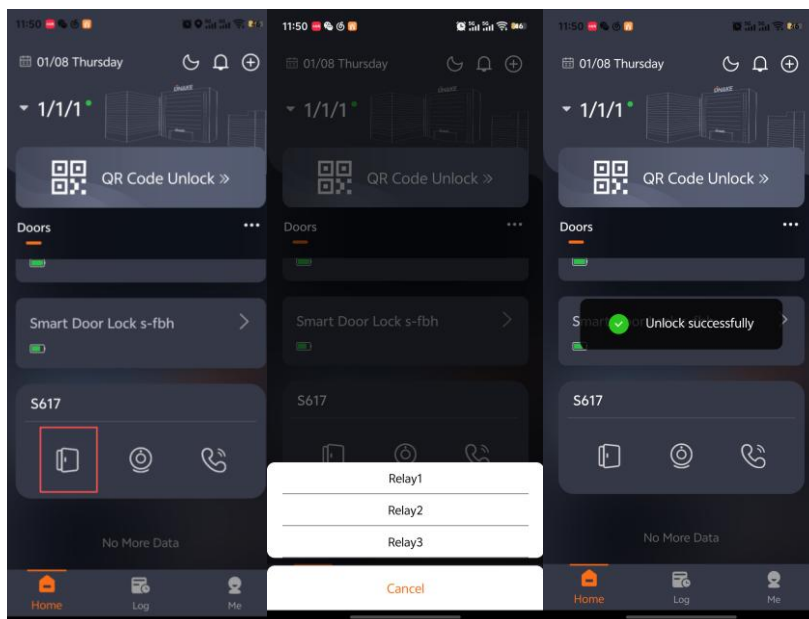 11:50
01/08 Thursday
1/1/1
QR Code Unlock »
Doors
Smart Door Lock s-fbh
S617
No More Data
Home
Log
Me
11:50
01/08 Thursday
1/1/1
QR Code Unlock »
Doors
Smart Door Lock s-fbh
S617
Relay1
Relay2
Relay3
Cancel
11:50
01/08 Thursday
1/1/1
QR Code Unlock »
Doors
Unlock successfully
S617
No More Data
Home
Log
Me